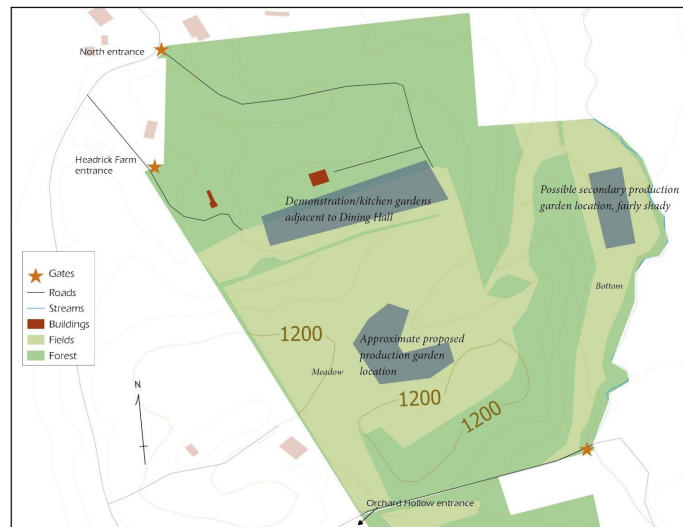 North entrance
Headrick Farm
entrance
Demonstration/kitchen gardens
adjacent to Dining Hall
Possible secondary production
garden location, fairly shady
Gates
Roads
Streams
Buildings
Fields
Forest
Bottom
1200
Approximate proposed
production garden
location
Meadow
1200
1200
N
Orchard Hollow entrance